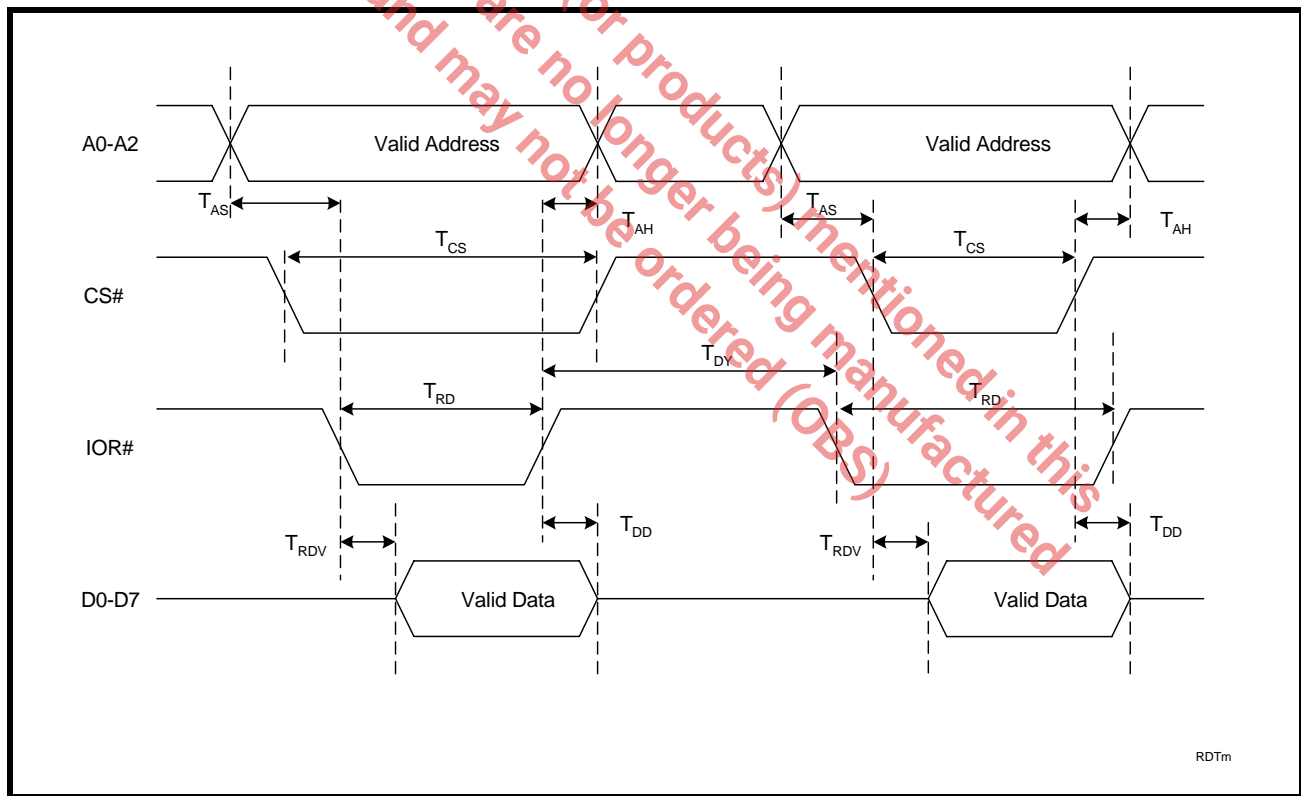 (or products) mentioned in this
are no longer being manufactured
and may not be ordered (OBS)
A0-A2
Valid Address
Valid Address
TAS
TAH
TAS
TAH
TCS
TCS
CS#
TDY
TRD
TRD
IOR#
TRDV
TDD
TRDV
TDD
D0-D7
Valid Data
Valid Data
RDTm